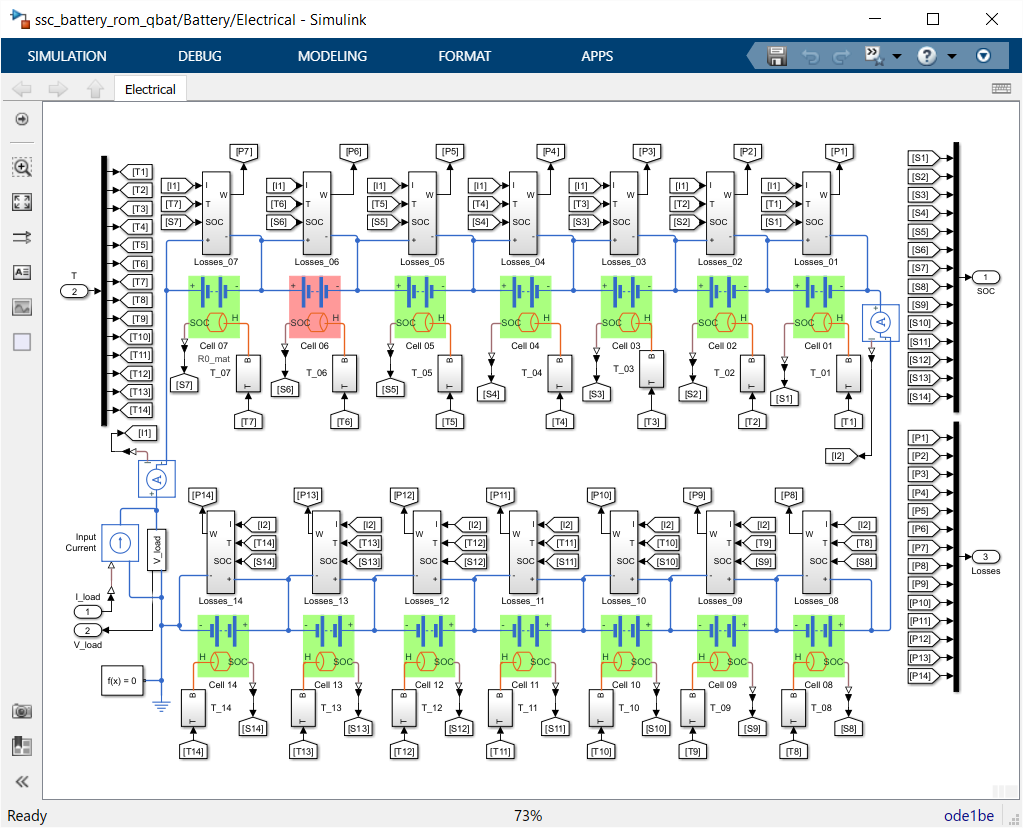 ssc_battery_rom_qbat/Battery/Electrical - Simulink
SIMULATION DEBUG MODELING FORMAT APPS
Electrical
[P7] [P6] [P5] [P4] [P3] [P2] [P1]
[I1] I W [I1] I W [I1] I W [I1] I W [I1] I W [I1] I W [I1] I W
[T7] T [T6] T [T5] T [T4] T [T3] T [T2] T [T1] T
[S7] SOC [S6] SOC [S5] SOC [S4] SOC [S3] SOC [S2] SOC [S1] SOC
+ - + - + - + - + - + - + -
Losses_07 Losses_06 Losses_05 Losses_04 Losses_03 Losses_02 Losses_01
+ - + - + - + - + - + - + -
SOC H SOC H SOC H SOC H SOC H SOC H SOC H
Cell 07 Cell 06 Cell 05 Cell 04 Cell 03 Cell 02 Cell 01
R0_mat
T_07 T_06 T_05 T_04 T_03 T_02 T_01
B T B T B T B T B T B T B T
[S7] [S6] [S5] [S4] [S3] [S2] [S1]
[T7] [T6] [T5] [T4] [T3] [T2] [T1]
T
2
[T1]
[T2]
[T3]
[T4]
[T5]
[T6]
[T7]
[T8]
[T9]
[T10]
[T11]
[T12]
[T13]
[T14]
[I1]
A
+
-
A
+
-
[I2]
[S1]
[S2]
[S3]
[S4]
[S5]
[S6]
[S7]
[S8]
[S9]
[S10]
[S11]
[S12]
[S13]
[S14]
1
SOC
[P1]
[P2]
[P3]
[P4]
[P5]
[P6]
[P7]
[P8]
[P9]
[P10]
[P11]
[P12]
[P13]
[P14]
3
Losses
Input
Current
V_load
I_load
1
2
V_load
f(x) = 0
[P14] [P13] [P12] [P11] [P10] [P9] [P8]
W I [I2] W I [I2] W I [I2] W I [I2] W I [I2] W I [I2] W I [I2]
T [T14] T [T13] T [T12] T [T11] T [T10] T [T9] T [T8]
SOC [S14] SOC [S13] SOC [S12] SOC [S11] SOC [S10] SOC [S9] SOC [S8]
- + - + - + - + - + - + - +
Losses_14 Losses_13 Losses_12 Losses_11 Losses_10 Losses_09 Losses_08
- + - + - + - + - + - + - +
H SOC H SOC H SOC H SOC H SOC H SOC H SOC
Cell 14 Cell 13 Cell 12 Cell 11 Cell 10 Cell 09 Cell 08
B T B T B T B T B T B T B T
T_14 T_13 T_12 T_11 T_10 T_09 T_08
[S14] [S13] [S12] [S11] [S10] [S9] [S8]
[T14] [T13] [T12] [T11] [T10] [T9] [T8]
Ready 73% ode1be